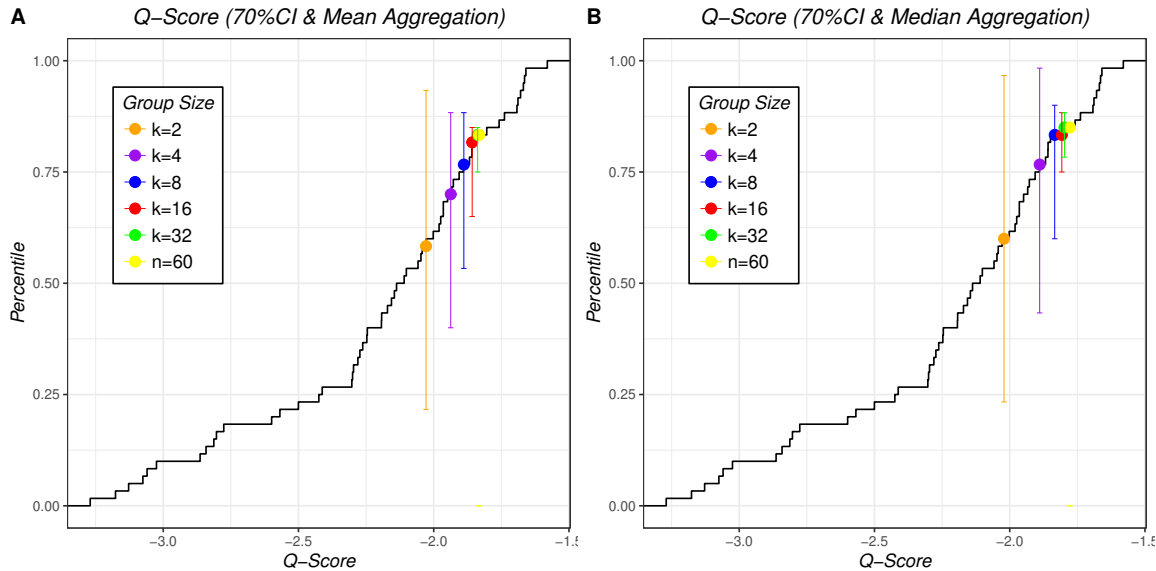 A
Q−Score (70%CI & Mean Aggregation)
Percentile
1.00
0.75
0.50
0.25
0.00
Group Size
k=2
k=4
k=8
k=16
k=32
n=60
−3.0
−2.5
−2.0
−1.5
Q−Score
B
Q−Score (70%CI & Median Aggregation)
Percentile
1.00
0.75
0.50
0.25
0.00
Group Size
k=2
k=4
k=8
k=16
k=32
n=60
−3.0
−2.5
−2.0
−1.5
Q−Score